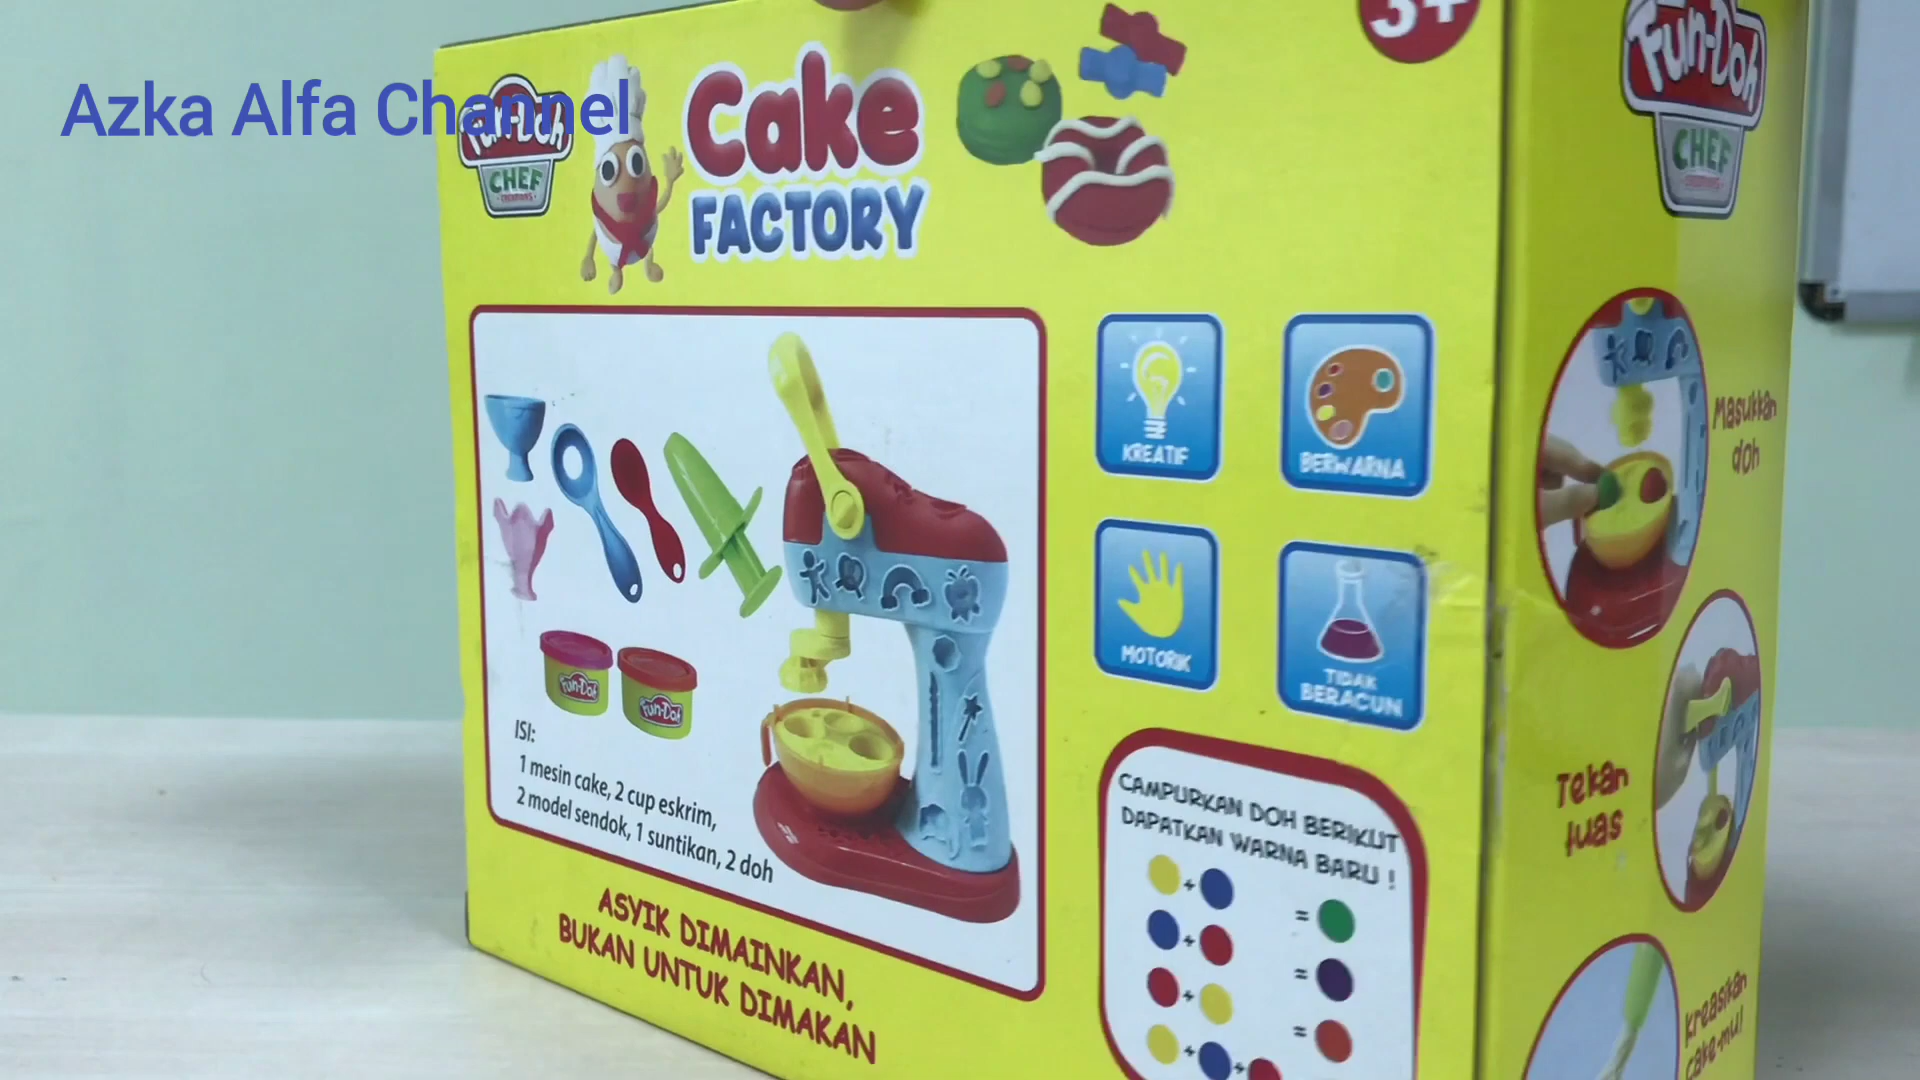 Azka Alfa Channel
Fun-Doh
CHEF
CREATIONS
Cake
FACTORY
3+
Fun-Doh
CHEF
KREATIF
BERWARNA
MOTORIK
TIDAK
BERACUN
Fun-Doh
Fun-Doh
ISI:
1 mesin cake, 2 cup eskrim,
2 model sendok, 1 suntikan, 2 doh
ASYIK DIMAINKAN,
BUKAN UNTUK DIMAKAN
CAMPURKAN DOH BERIKUT
DAPATKAN WARNA BARU !
+ =
+ =
+ =
+ +
Masukkan
doh
Tekan
tuas
Kreasikan
cake-mu!